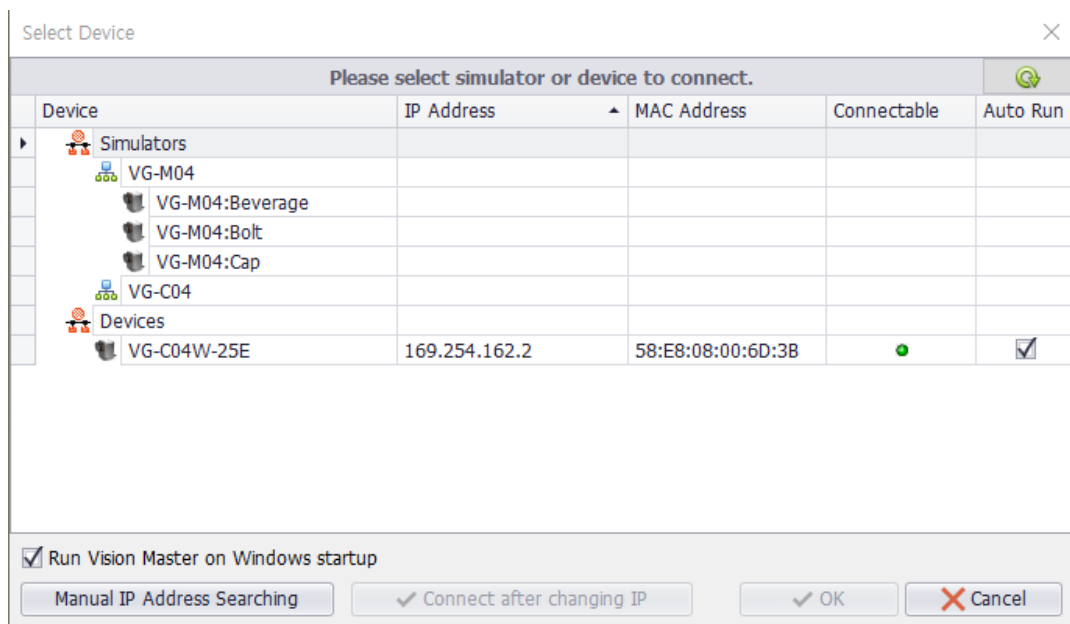 Select Device
Please select simulator or device to connect.
Device IP Address MAC Address Connectable Auto Run
Simulators
VG-M04
VG-M04:Beverage
VG-M04:Bolt
VG-M04:Cap
VG-C04
Devices
VG-C04W-25E 169.254.162.2 58:E8:08:00:6D:3B
Run Vision Master on Windows startup
Manual IP Address Searching Connect after changing IP OK Cancel